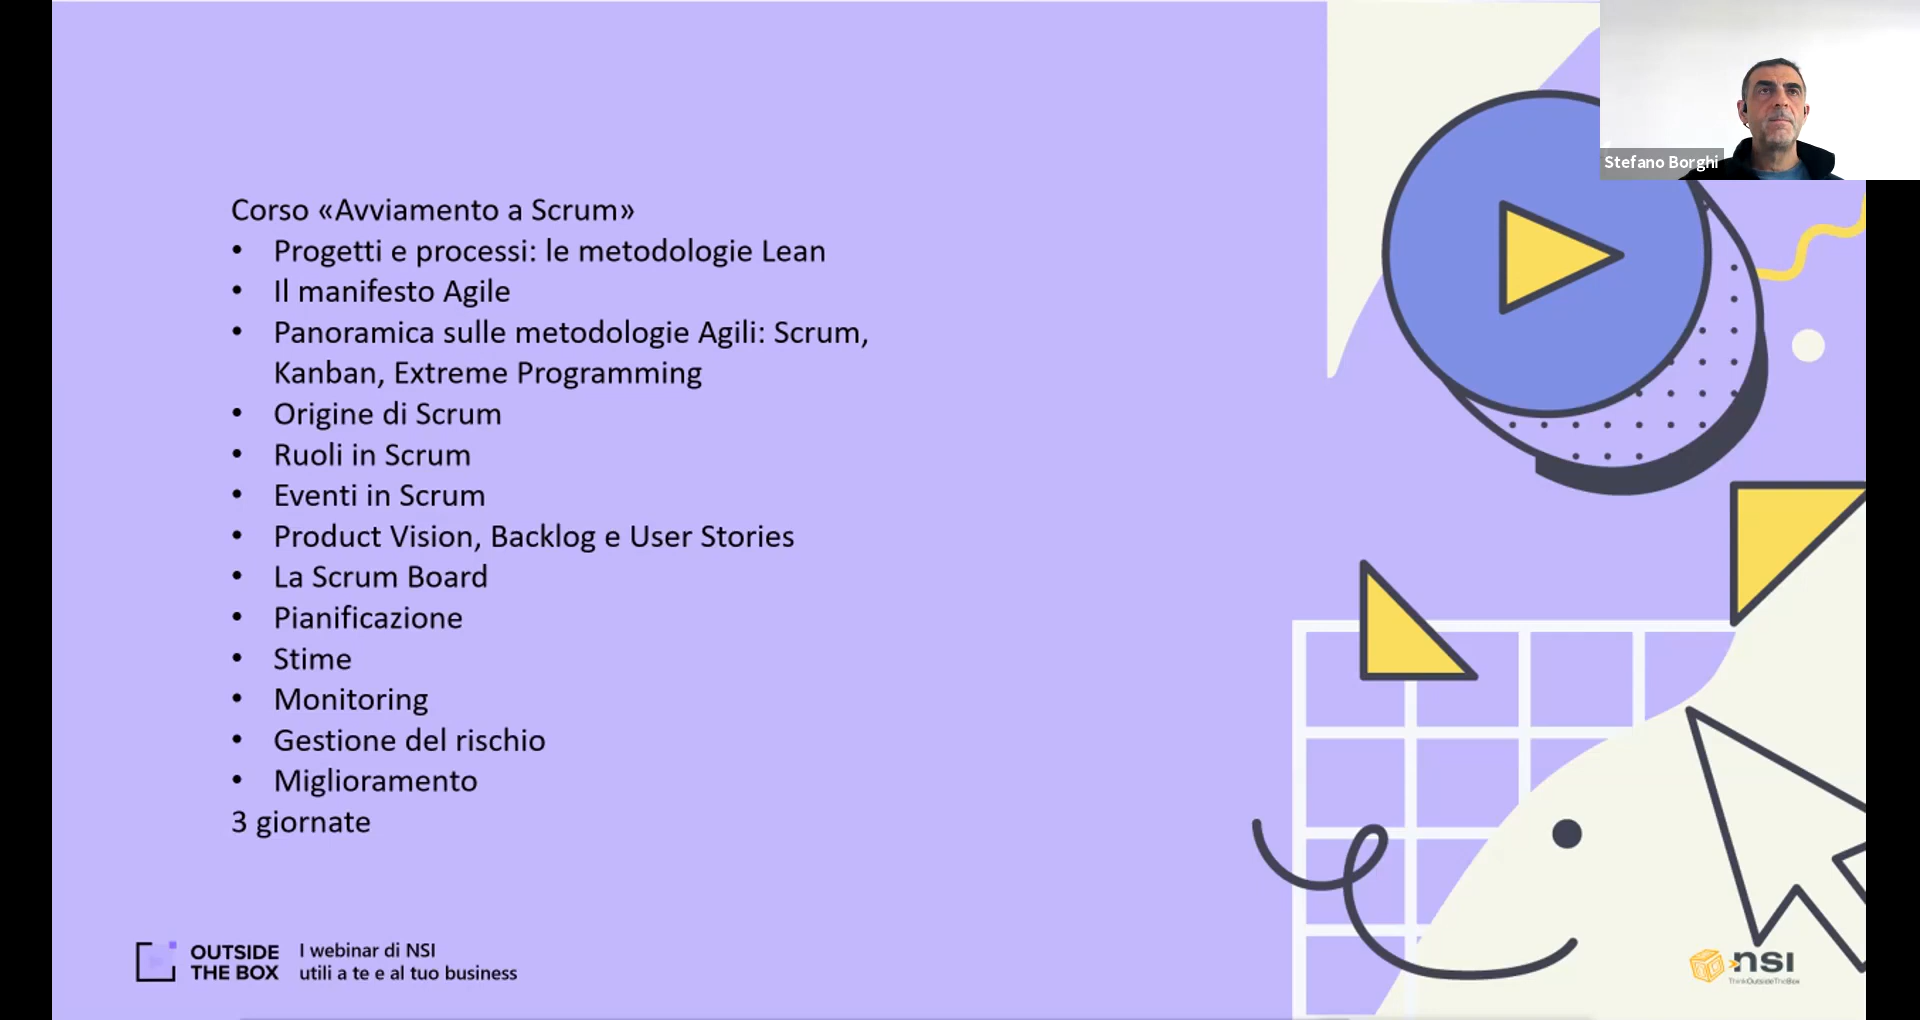 Stefano Borghi
Corso «Avviamento a Scrum»
• Progetti e processi: le metodologie Lean
• Il manifesto Agile
• Panoramica sulle metodologie Agili: Scrum,
Kanban, Extreme Programming
• Origine di Scrum
• Ruoli in Scrum
• Eventi in Scrum
• Product Vision, Backlog e User Stories
• La Scrum Board
• Pianificazione
• Stime
• Monitoring
• Gestione del rischio
• Miglioramento
3 giornate
OUTSIDE
THE BOX
I webinar di NSI
utili a te e al tuo business
nsi
ThinkOutsideTheBox